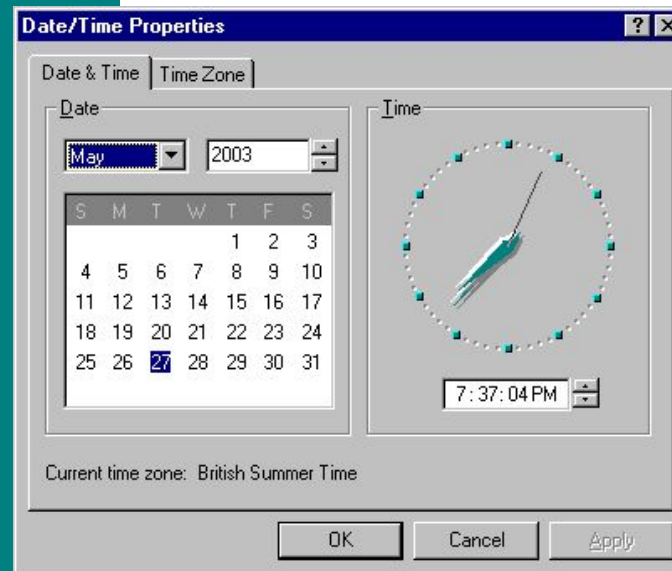 Date/Time Properties
Date & Time Time Zone
Date
May 2003
S M T W T F S
1 2 3
4 5 6 7 8 9 10
11 12 13 14 15 16 17
18 19 20 21 22 23 24
25 26 27 28 29 30 31
Time
7:37:04 PM
Current time zone: British Summer Time
OK Cancel Apply